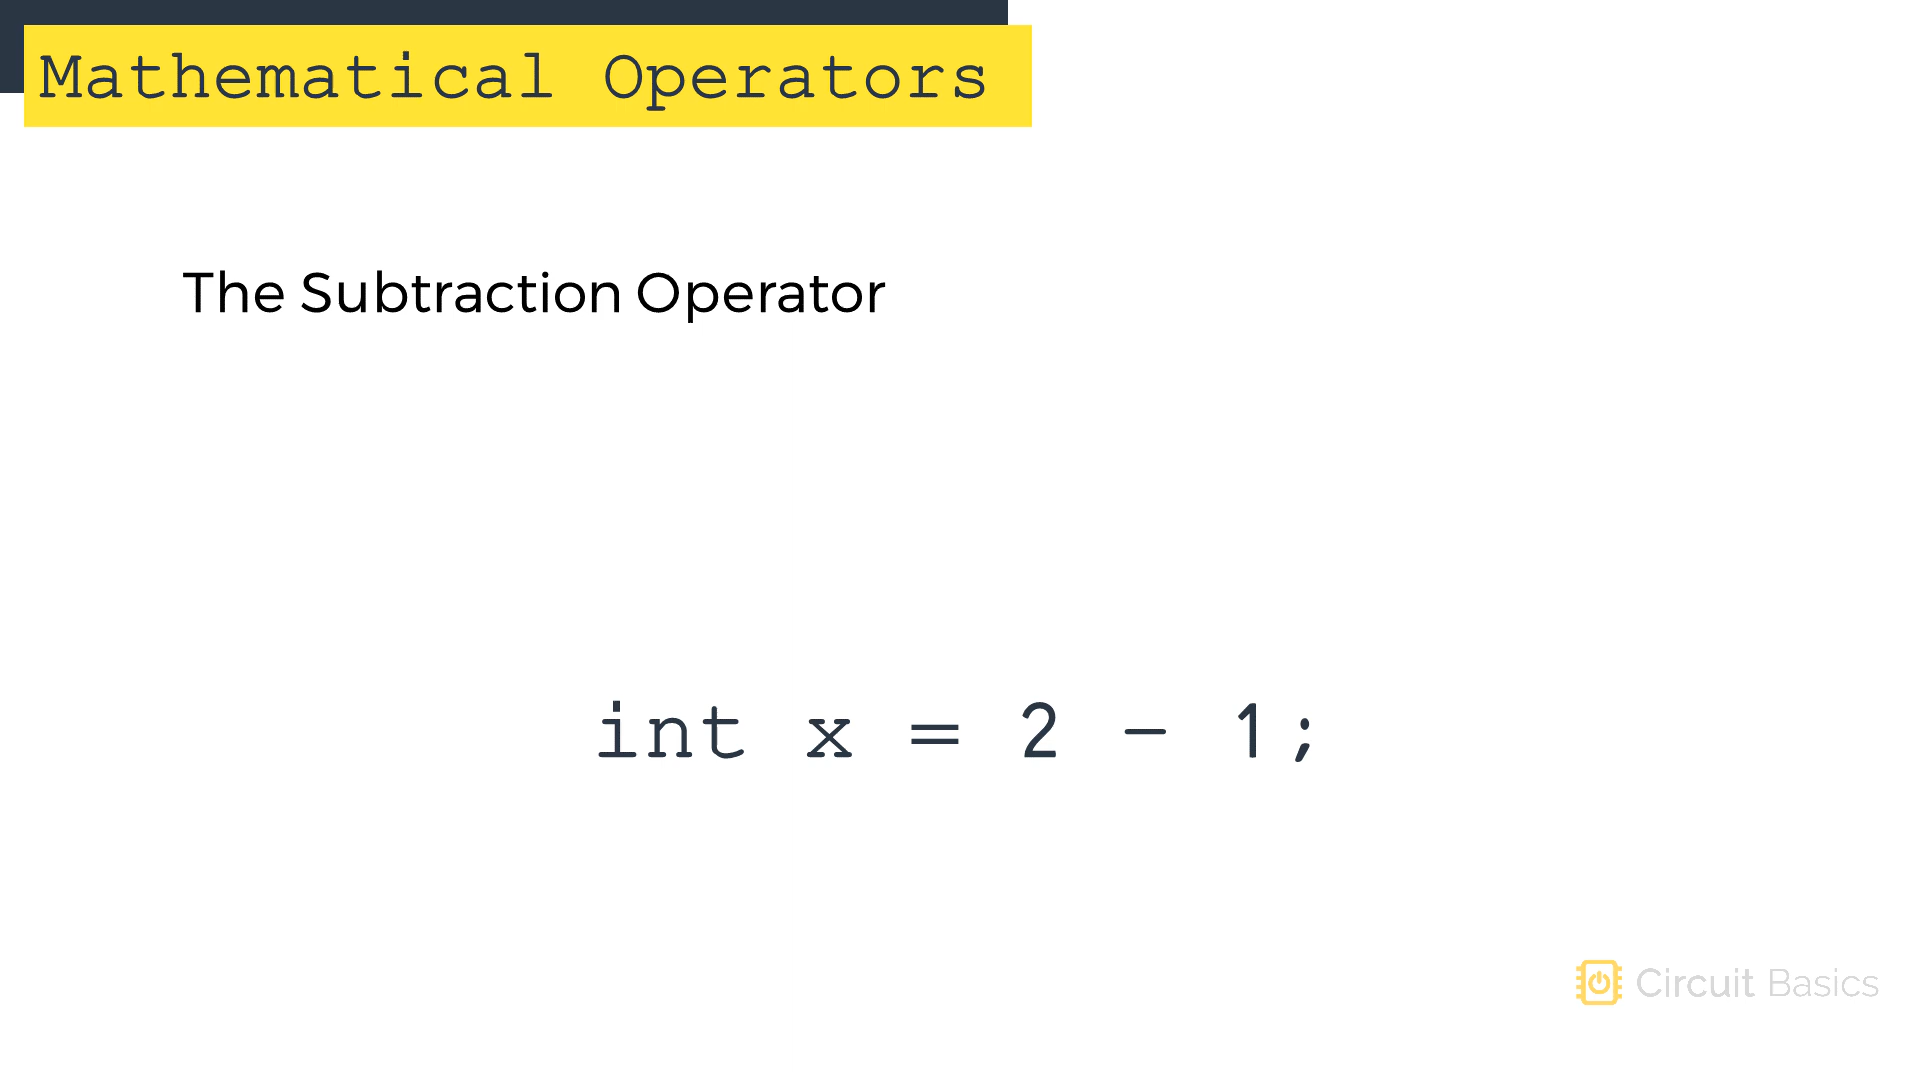 Mathematical Operators
The Subtraction Operator
int x = 2 - 1;
Circuit Basics